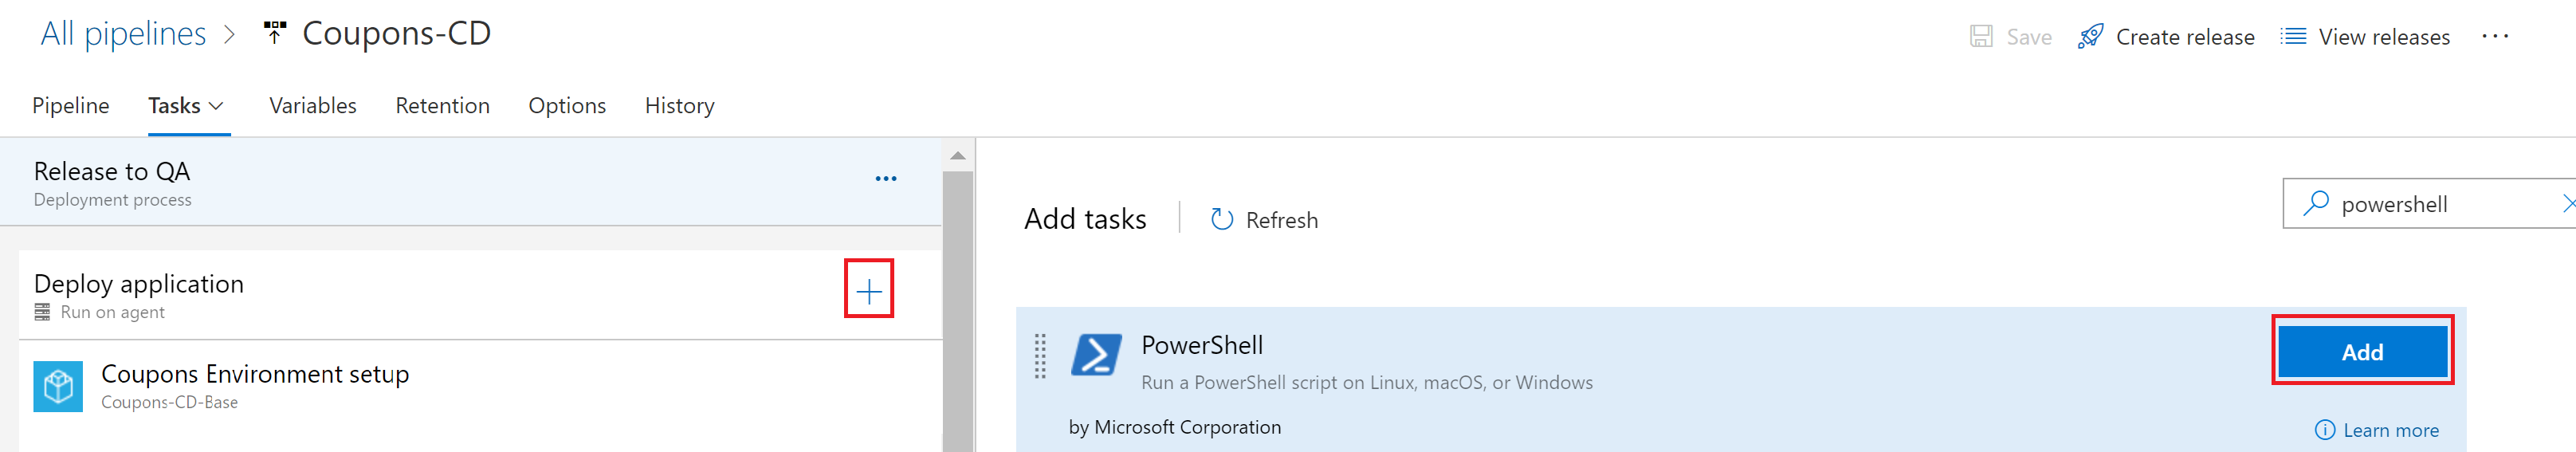 All pipelines > Coupons-CD
Save Create release View releases ...
Pipeline Tasks Variables Retention Options History
Release to QA
Deployment process
Add tasks Refresh
powershell
Deploy application
Run on agent
Coupons Environment setup
Coupons-CD-Base
PowerShell
Run a PowerShell script on Linux, macOS, or Windows
by Microsoft Corporation
Add
Learn more